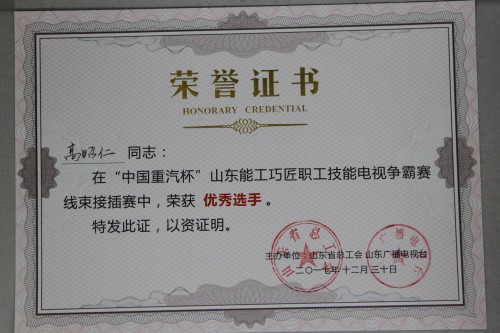 荣誉证书
HONORARY CREDENTIAL
高昭仁 同志：
在“中国重汽杯”山东能工巧匠职工技能电视争霸赛
线束接插赛中，荣获 优秀选手。
特发此证，以资证明。
主办单位：山东省总工会 山东广播电视台
二〇一七年十二月三十日